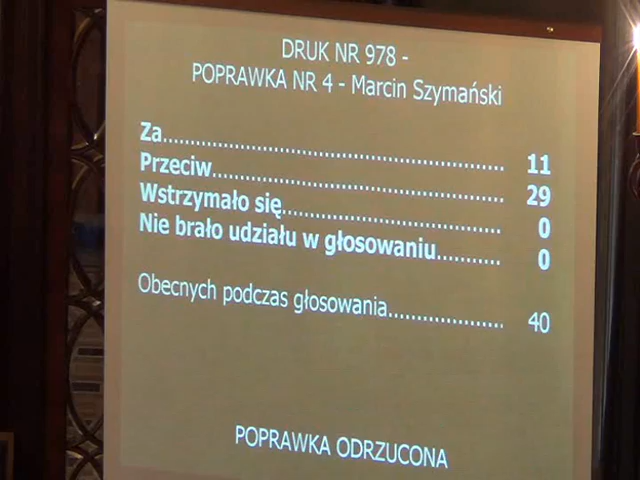 DRUK NR 978 -
POPRAWKA NR 4 - Marcin Szymański
Za.................................................................. 11
Przeciw......................................................... 29
Wstrzymało się.......................................... 0
Nie brało udziału w głosowaniu............ 0
Obecnych podczas głosowania...................... 40
POPRAWKA ODRZUCONA